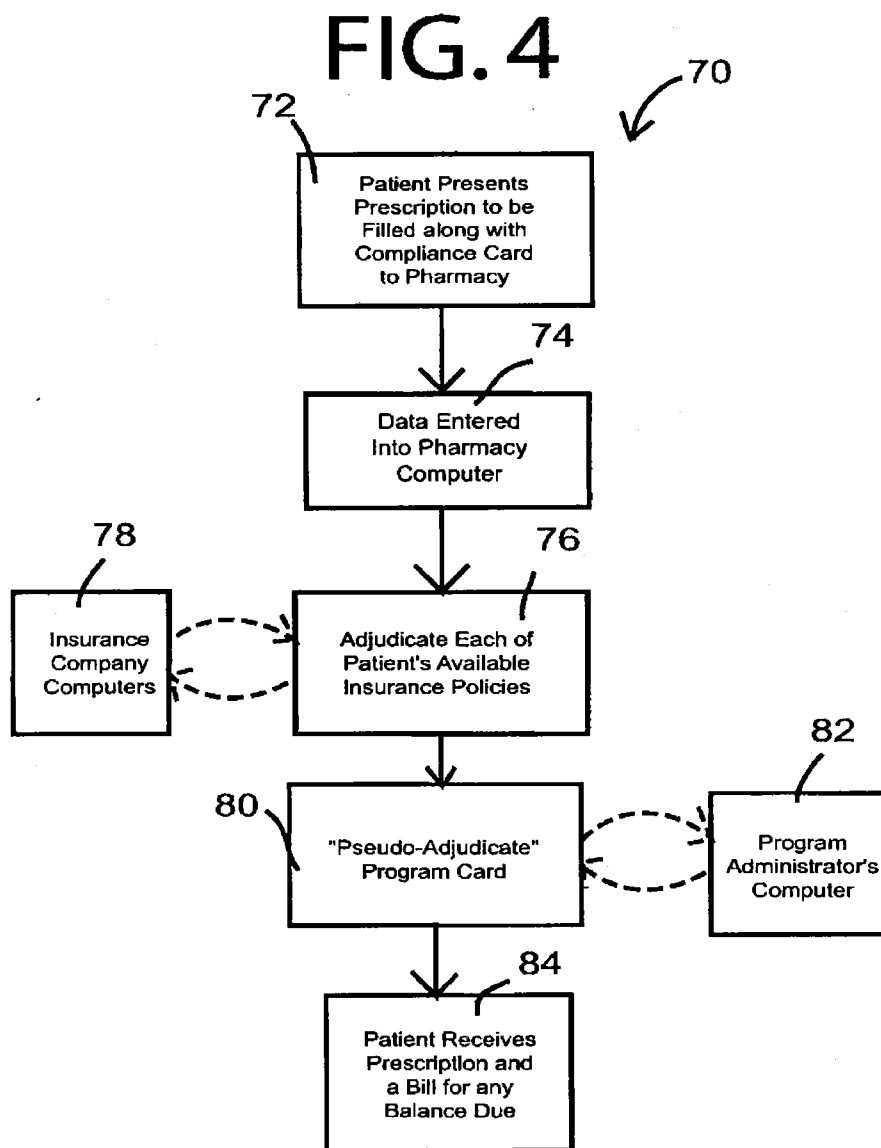 FIG. 4
70
72
Patient Presents
Prescription to be
Filled along with
Compliance Card
to Pharmacy
74
Data Entered
Into Pharmacy
Computer
78
Insurance
Company
Computers
76
Adjudicate Each of
Patient's Available
Insurance Policies
80
"Pseudo-Adjudicate"
Program Card
82
Program
Administrator's
Computer
84
Patient Receives
Prescription and
a Bill for any
Balance Due